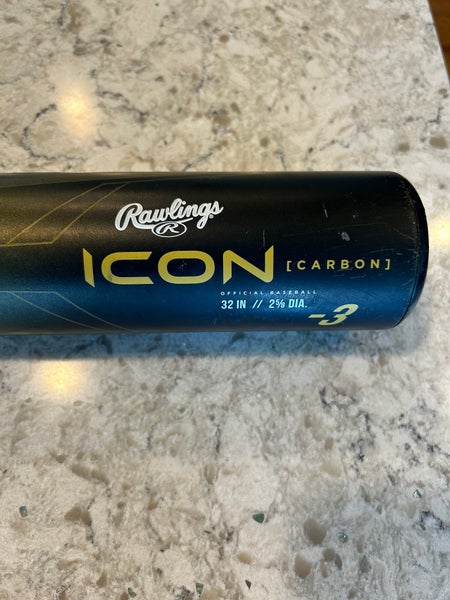 Rawlings
R
ICON [CARBON]
OFFICIAL BASEBALL
32 IN // 2⅝ DIA.
-3